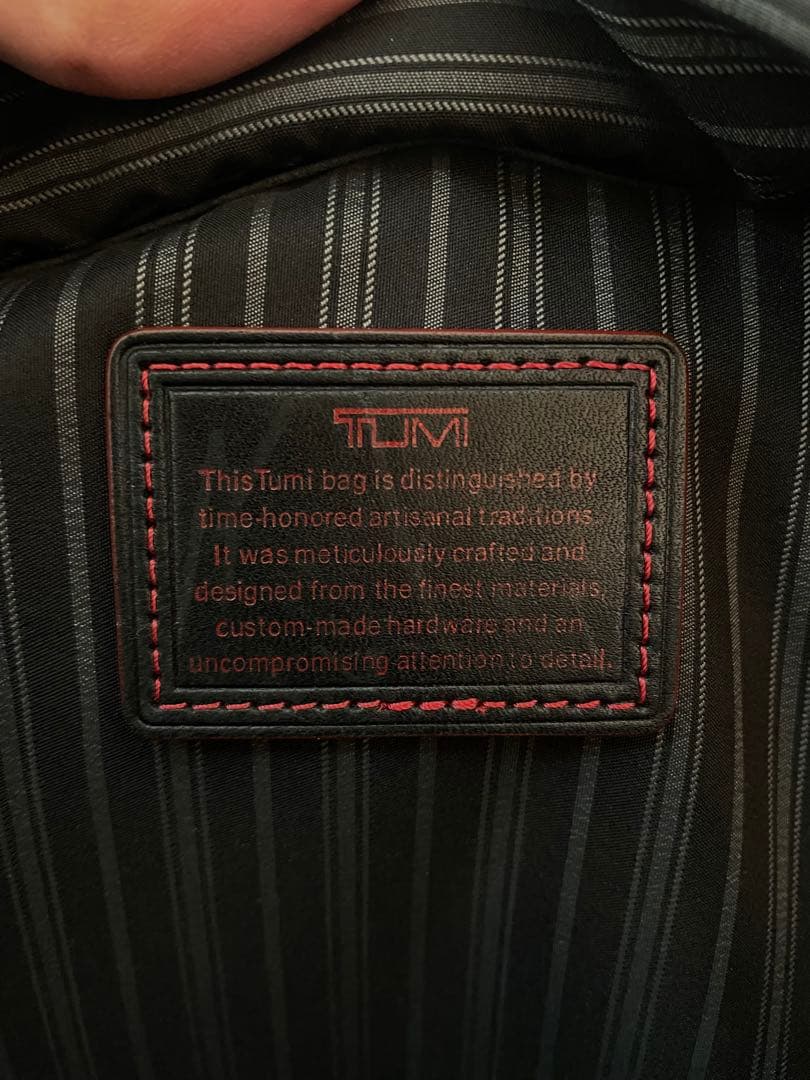 TUMI
This Tumi bag is distinguished by
time-honored artisanal traditions.
It was meticulously crafted and
designed from the finest materials,
custom-made hardware and an
uncompromising attention to detail.